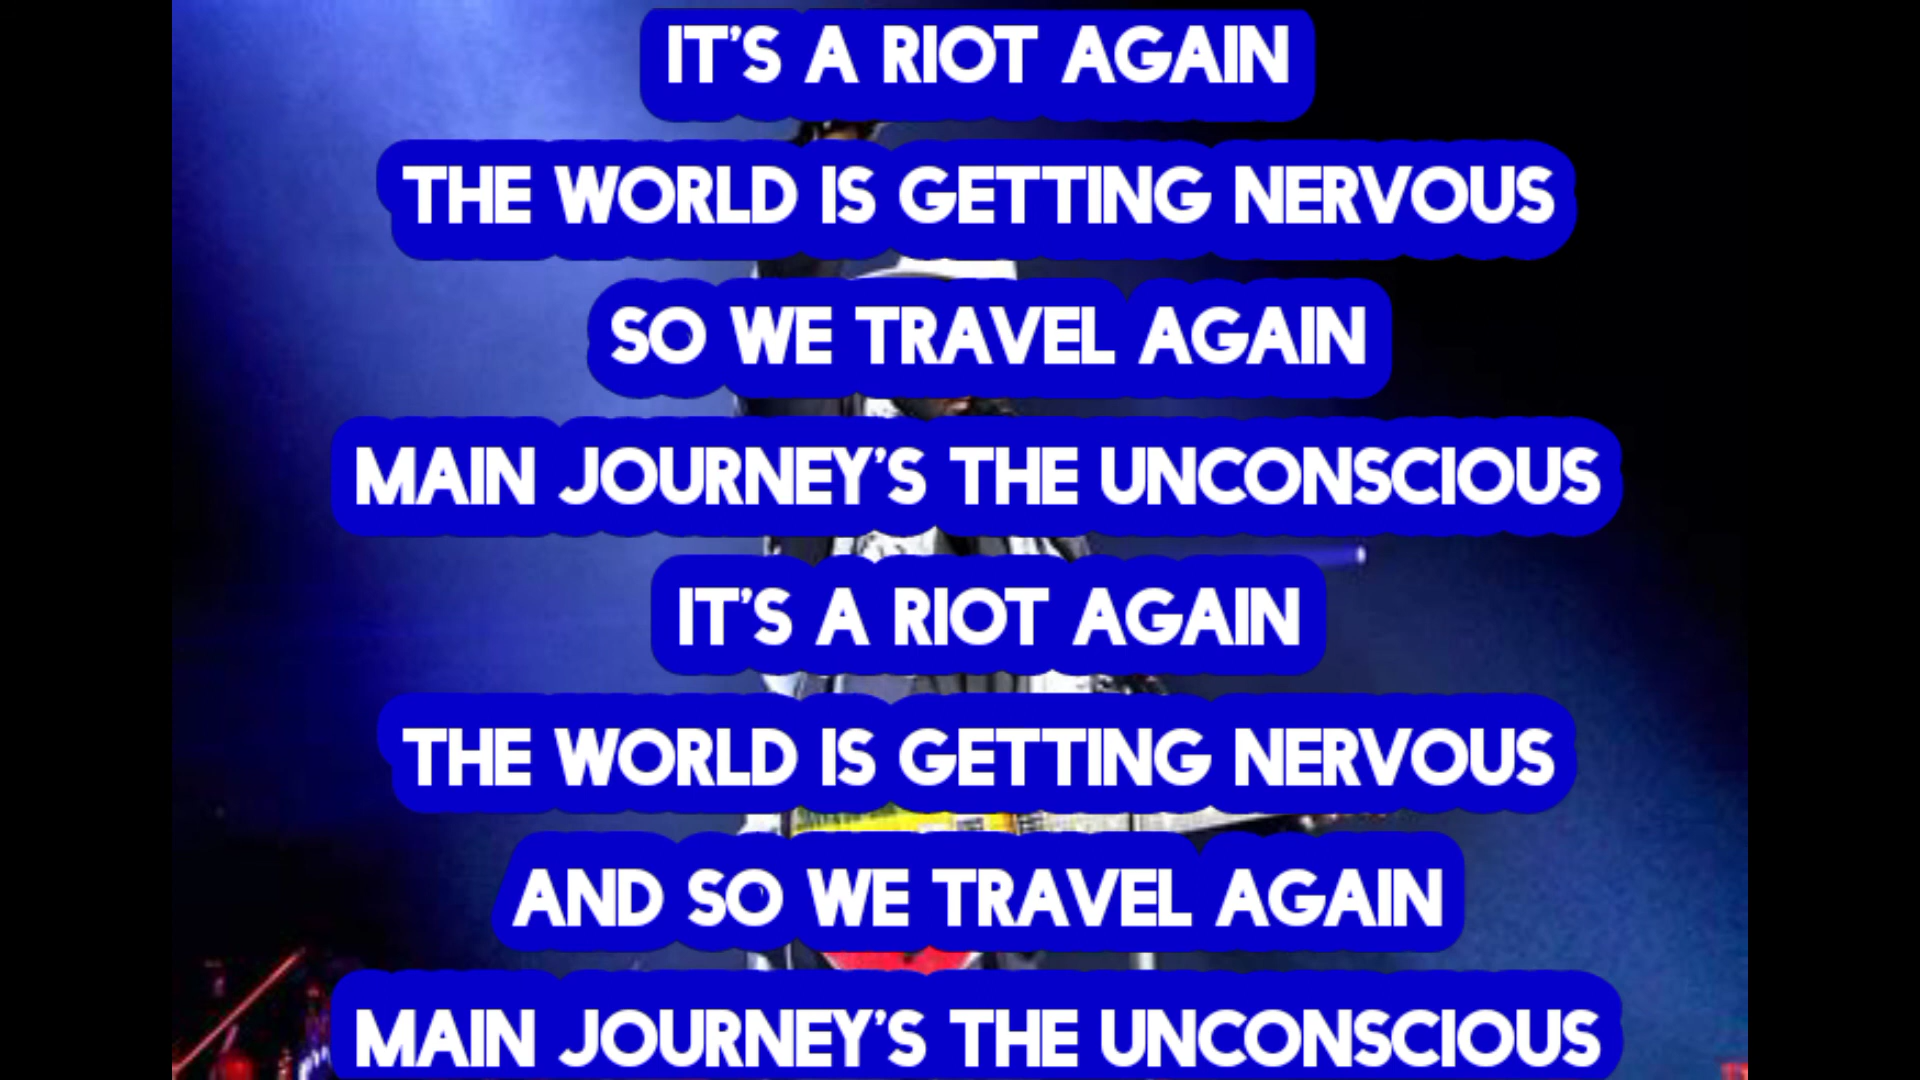 IT'S A RIOT AGAIN
THE WORLD IS GETTING NERVOUS
SO WE TRAVEL AGAIN
MAIN JOURNEY'S THE UNCONSCIOUS
IT'S A RIOT AGAIN
THE WORLD IS GETTING NERVOUS
AND SO WE TRAVEL AGAIN
MAIN JOURNEY'S THE UNCONSCIOUS